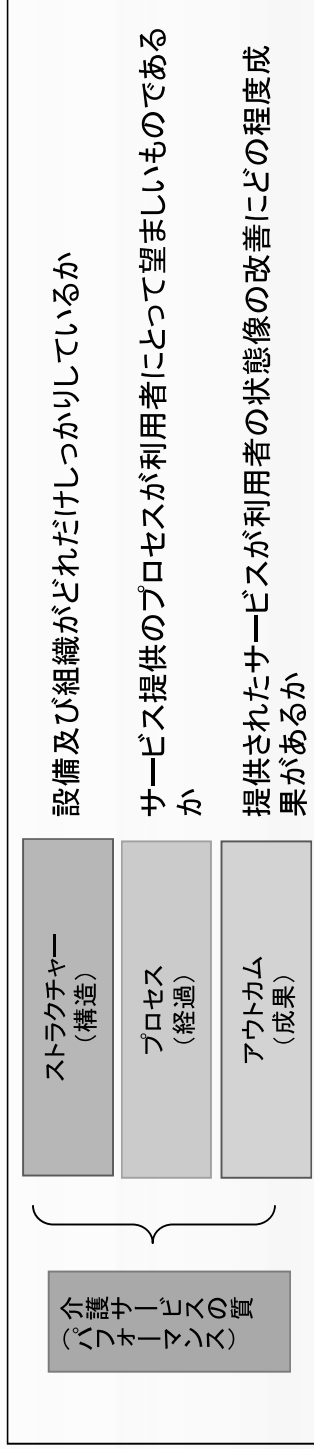 介護サービスの質
（パフォーマンス）
ストラクチャー
（構造）
設備及び組織がどれだけしっかりしているか
プロセス
（経過）
サービス提供のプロセスが利用者にとって望ましいものである
か
アウトカム
（成果）
提供されたサービスが利用者の状態像の改善にどの程度成
果があるか